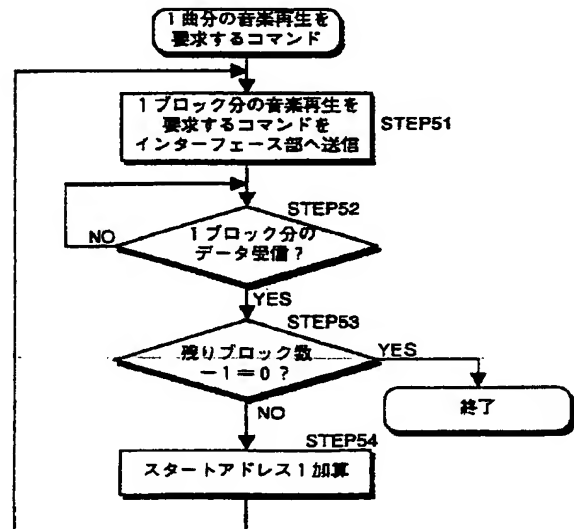 1曲分の音楽再生を
要求するコマンド
1ブロック分の音楽再生を
要求するコマンドを
インターフェース部へ送信
STEP51
STEP52
1ブロック分の
データ受信?
NO
YES
STEP53
残りブロック数
-1=0?
YES
終了
NO
STEP54
スタートアドレス1加算